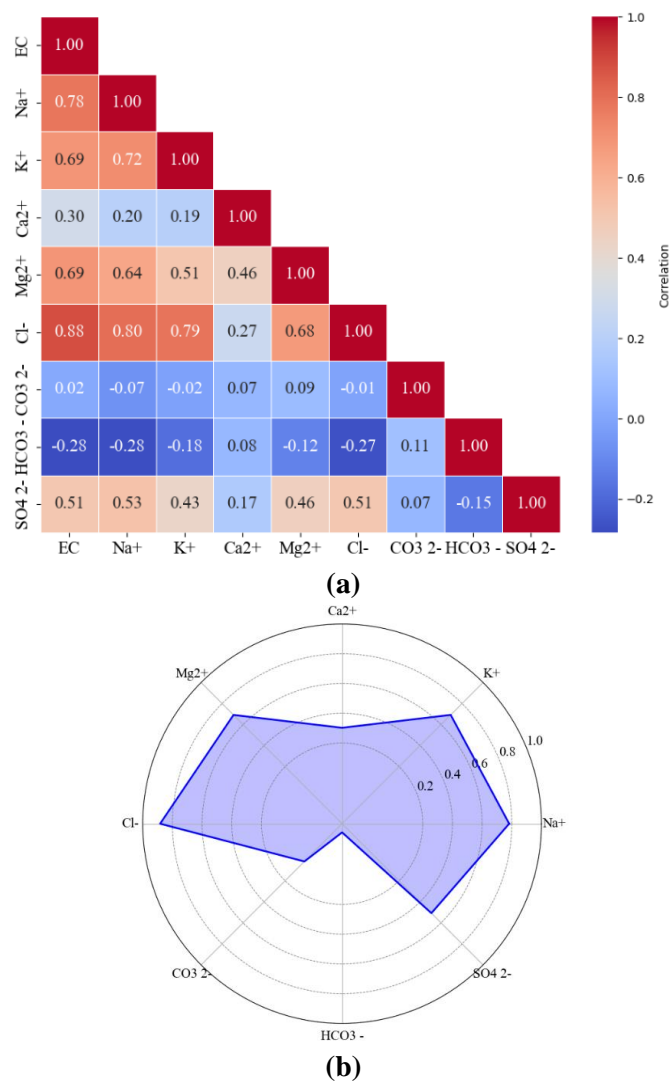 EC 1.00
Na+ 0.78 1.00
K+ 0.69 0.72 1.00
Ca2+ 0.30 0.20 0.19 1.00
Mg2+ 0.69 0.64 0.51 0.46 1.00
Cl- 0.88 0.80 0.79 0.27 0.68 1.00
CO3 2- 0.02 -0.07 -0.02 0.07 0.09 -0.01 1.00
HCO3 - -0.28 -0.28 -0.18 0.08 -0.12 -0.27 0.11 1.00
SO4 2- 0.51 0.53 0.43 0.17 0.46 0.51 0.07 -0.15 1.00
EC Na+ K+ Ca2+ Mg2+ Cl- CO3 2- HCO3 - SO4 2-
1.0
0.8
0.6
0.4
0.2
0.0
−0.2
Correlation
(a)
Ca2+
Mg2+ K+
1.0
0.8
0.6
0.4
0.2
Cl- Na+
CO3 2- SO4 2-
HCO3 -
(b)